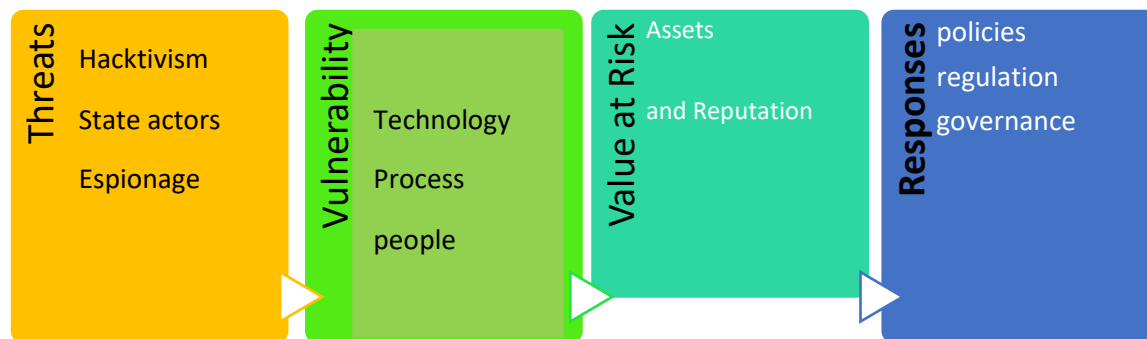 Threats
Hacktivism
State actors
Espionage
Vulnerability
Technology
Process
people
Value at Risk
Assets
and Reputation
Responses
policies
regulation
governance